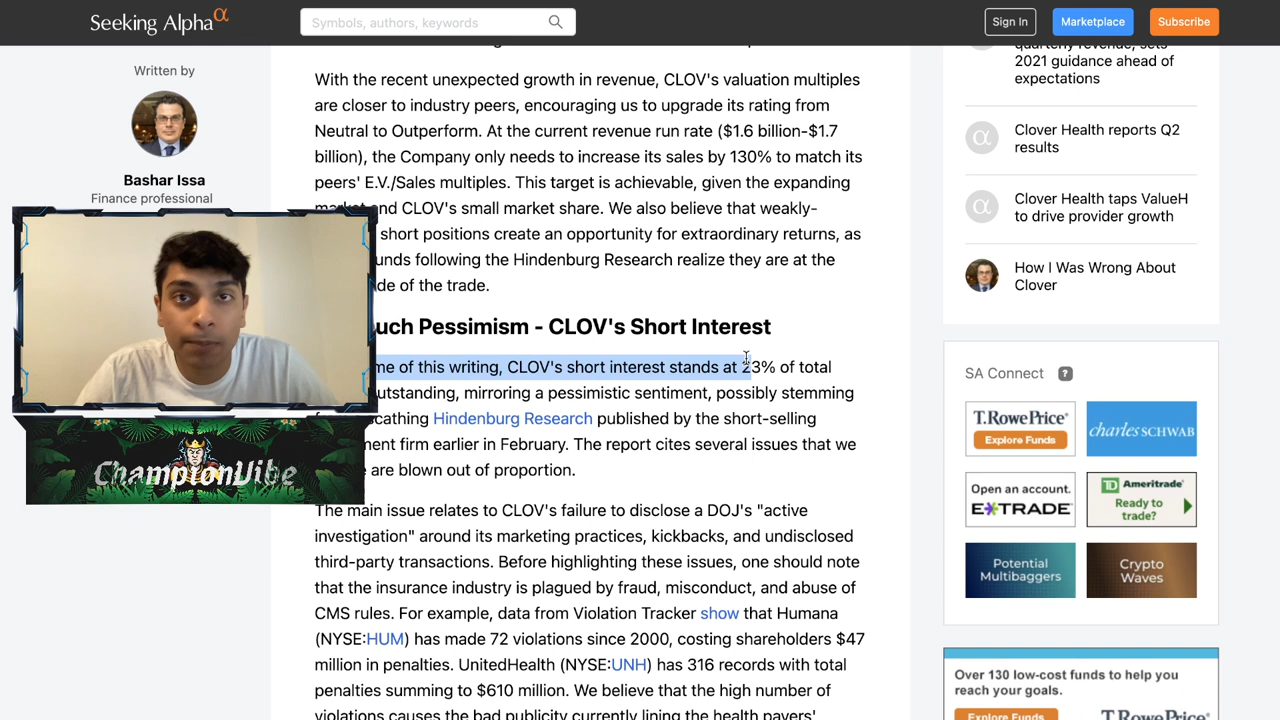 Seeking Alpha α
Symbols, authors, keywords
Sign In
Marketplace
Subscribe
Written by
Bashar Issa
Finance professional
With the recent unexpected growth in revenue, CLOV's valuation multiples
are closer to industry peers, encouraging us to upgrade its rating from
Neutral to Outperform. At the current revenue run rate ($1.6 billion-$1.7
billion), the Company only needs to increase its sales by 130% to match its
peers' E.V./Sales multiples. This target is achievable, given the expanding
and CLOV's small market share. We also believe that weakly-
short positions create an opportunity for extraordinary returns, as
following the Hindenburg Research realize they are at the
of the trade.
Pessimism - CLOV's Short Interest
of this writing, CLOV's short interest stands at 23% of total
mirroring a pessimistic sentiment, possibly stemming
Hindenburg Research published by the short-selling
firm earlier in February. The report cites several issues that we
are blown out of proportion.
The main issue relates to CLOV's failure to disclose a DOJ's "active
investigation" around its marketing practices, kickbacks, and undisclosed
third-party transactions. Before highlighting these issues, one should note
that the insurance industry is plagued by fraud, misconduct, and abuse of
CMS rules. For example, data from Violation Tracker show that Humana
(NYSE:HUM) has made 72 violations since 2000, costing shareholders $47
million in penalties. UnitedHealth (NYSE:UNH) has 316 records with total
penalties summing to $610 million. We believe that the high number of
violations causes the bad publicity currently lining the health payers'
ChampionVibe
quarterly revenue, sets
2021 guidance ahead of
expectations
α
Clover Health reports Q2
results
α
Clover Health taps ValueH
to drive provider growth
How I Was Wrong About
Clover
SA Connect ?
T.RowePrice
Explore Funds
charles SCHWAB
Open an account.
E*TRADE
TD Ameritrade
Ready to
trade?
Potential
Multibaggers
Crypto
Waves
Over 130 low-cost funds to help you
reach your goals.
Explore Funds
T.RowePrice